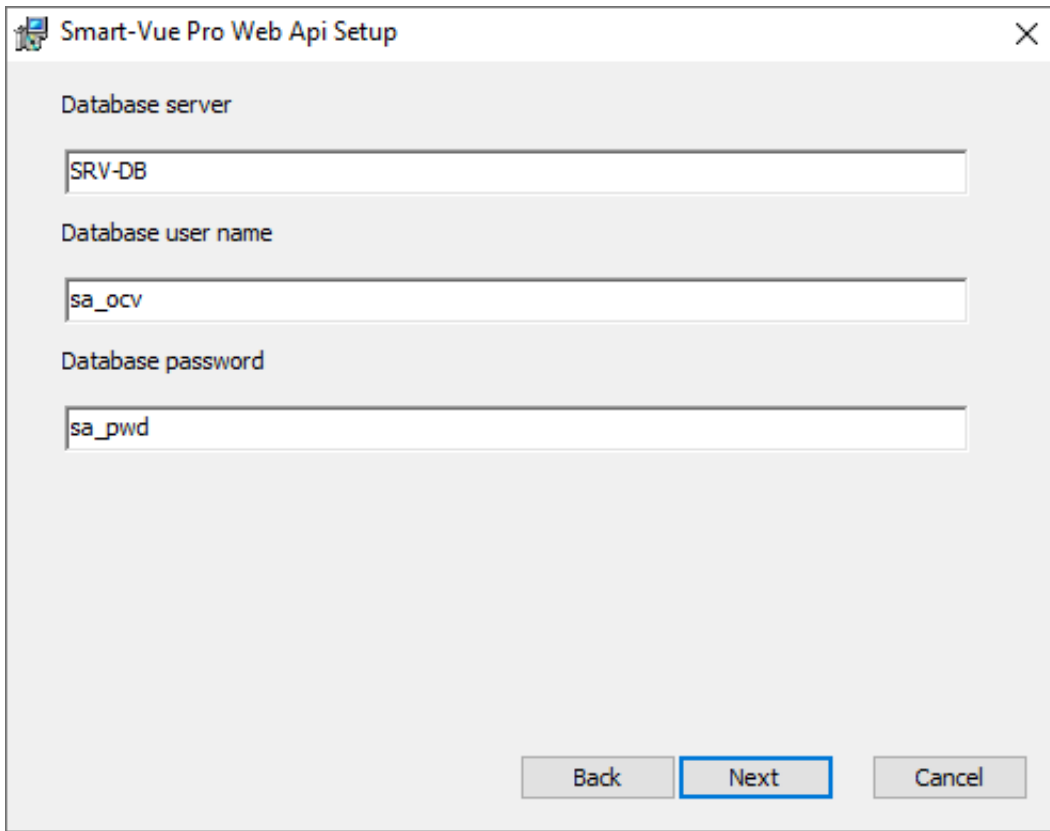 Smart-Vue Pro Web Api Setup
Database server
SRV-DB
Database user name
sa_ocv
Database password
sa_pwd
Back Next Cancel